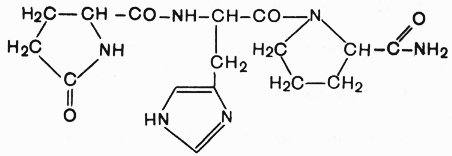 H₂C CH – CO – NH – CH – CO – N O
H₂C NH CH₂ H₂C CH – C – NH₂
C H₂C CH₂
O HN N